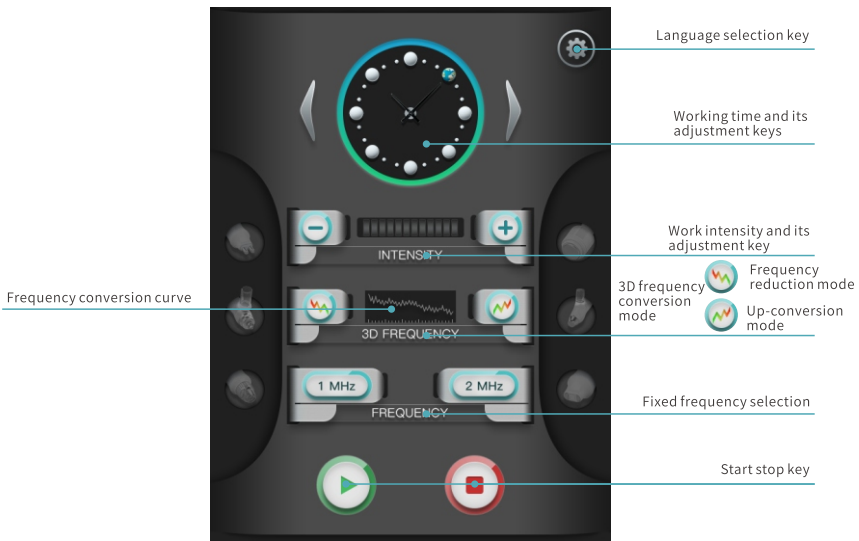 Language selection key
Working time and its
adjustment keys
INTENSITY
Work intensity and its
adjustment key
Frequency conversion curve
3D FREQUENCY
3D frequency
conversion
mode
Frequency
reduction mode
Up-conversion
mode
1 MHz
2 MHz
FREQUENCY
Fixed frequency selection
Start stop key